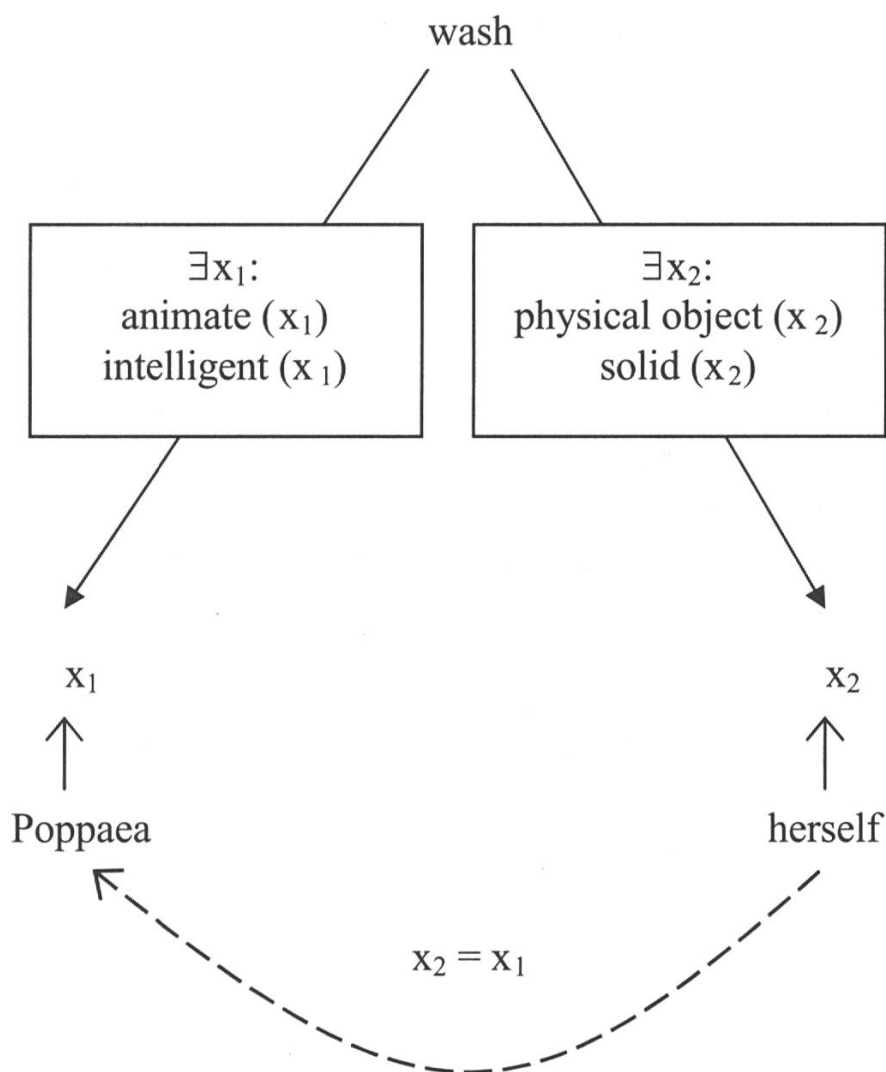 wash
∃x₁:
animate (x₁)
intelligent (x₁)
∃x₂:
physical object (x₂)
solid (x₂)
x₁
x₂
Poppaea
herself
x₂ = x₁